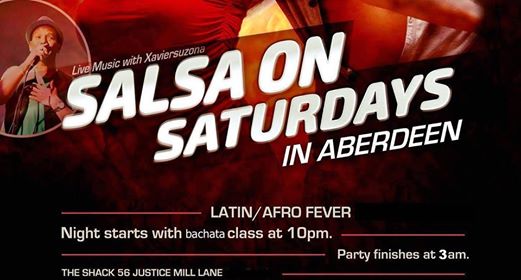 Live Music with Xaviersuzona
SALSA ON
SATURDAYS
IN ABERDEEN
LATIN/AFRO FEVER
Night starts with bachata class at 10pm.
Party finishes at 3am.
THE SHACK 56 JUSTICE MILL LANE